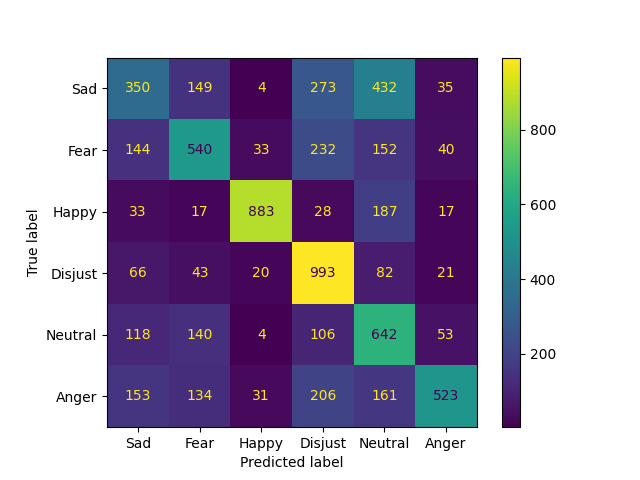 Sad 350 149 4 273 432 35
Fear 144 540 33 232 152 40
Happy 33 17 883 28 187 17
Disjust 66 43 20 993 82 21
Neutral 118 140 4 106 642 53
Anger 153 134 31 206 161 523
Sad Fear Happy Disjust Neutral Anger
Predicted label
True label
800
600
400
200